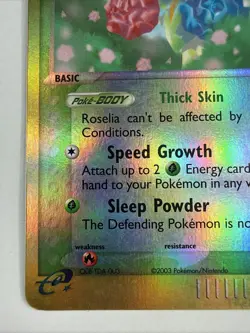 BASIC
Poké-BODY Thick Skin
Roselia can't be affected by
Conditions.
Speed Growth
Attach up to 2 Energy card
hand to your Pokémon in any w
Sleep Powder
The Defending Pokémon is no
weakness resistance
©2003 Pokémon/Nintendo
e